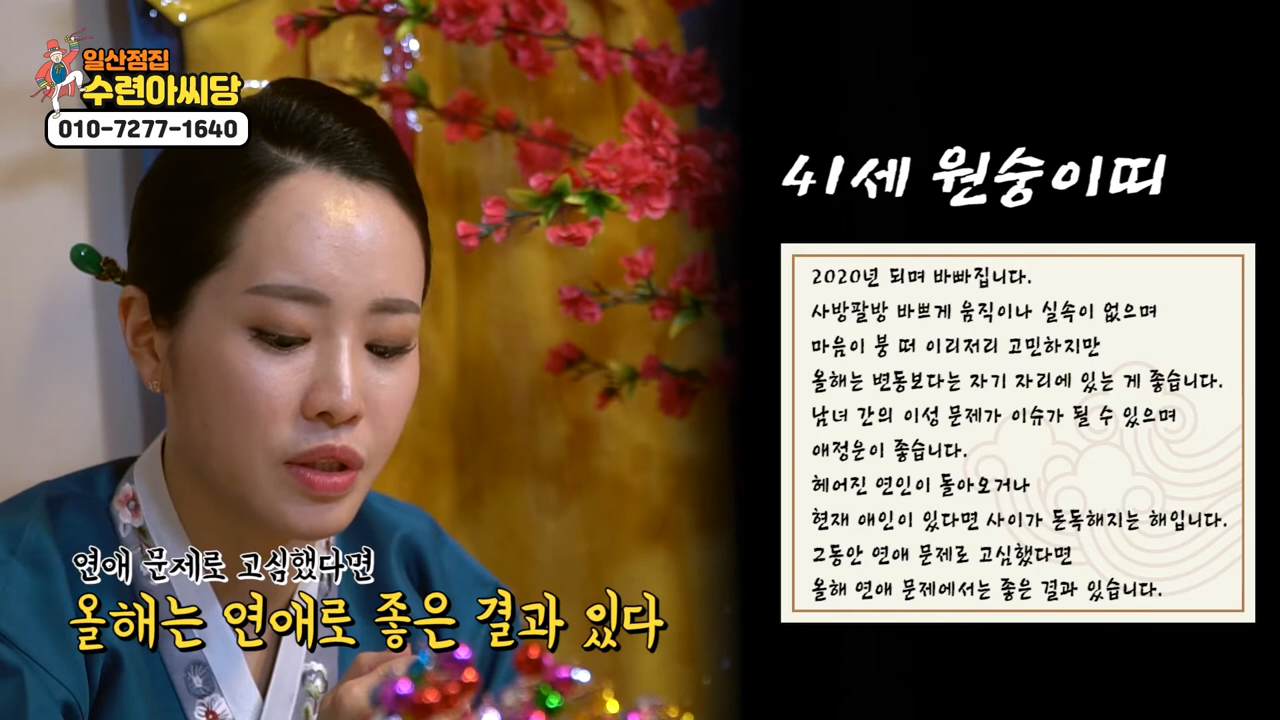 일산점집
수련아씨당
010-7277-1640
41세 원숭이띠
2020년 되며 바빠집니다.
사방팔방 바쁘게 움직이나 실속이 없으며
마음이 붕 떠 이리저리 고민하지만
올해는 변동보다는 자기 자리에 있는 게 좋습니다.
남녀 간의 이성 문제가 이슈가 될 수 있으며
애정운이 좋습니다.
헤어진 연인이 돌아오거나
현재 애인이 있다면 사이가 돈독해지는 해입니다.
그동안 연애 문제로 고심했다면
올해 연애 문제에서는 좋은 결과 있습니다.
연애 문제로 고심했다면
올해는 연애로 좋은 결과 있다